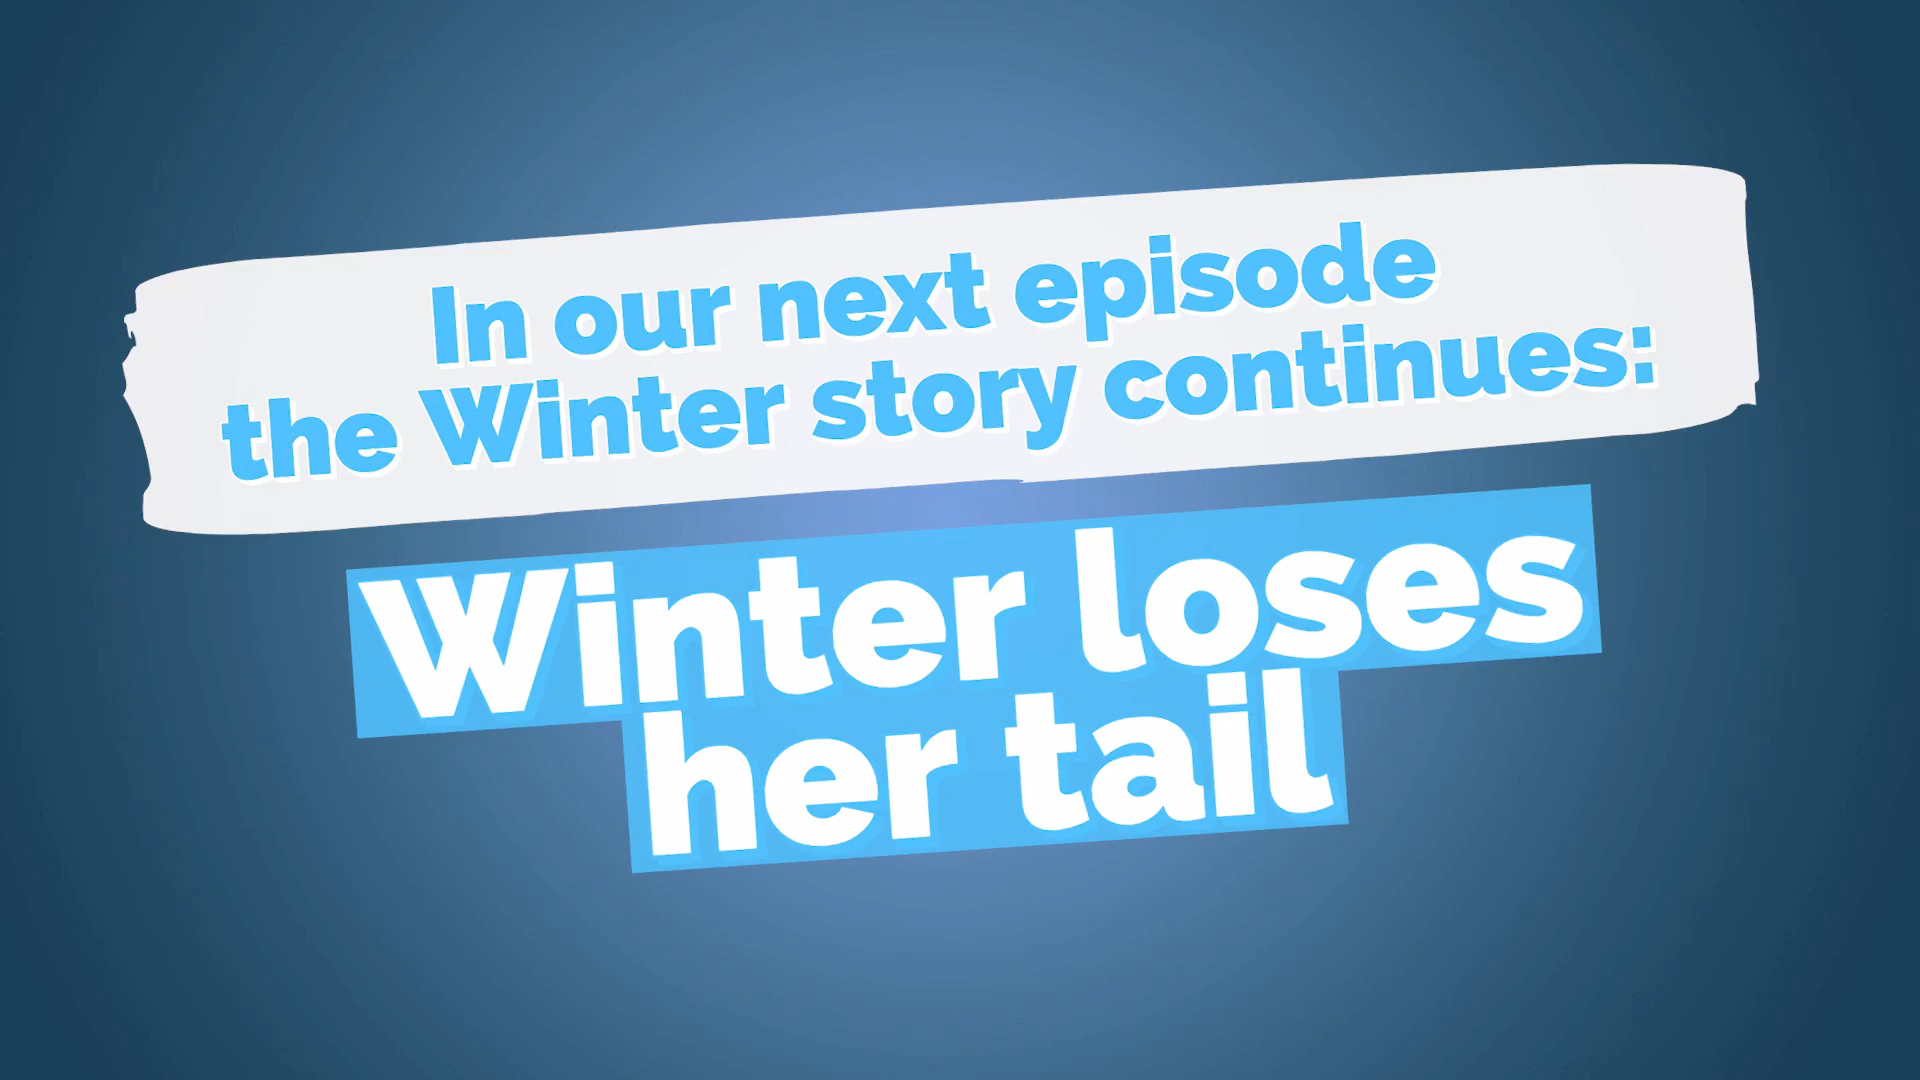 In our next episode
the Winter story continues:
Winter loses
her tail